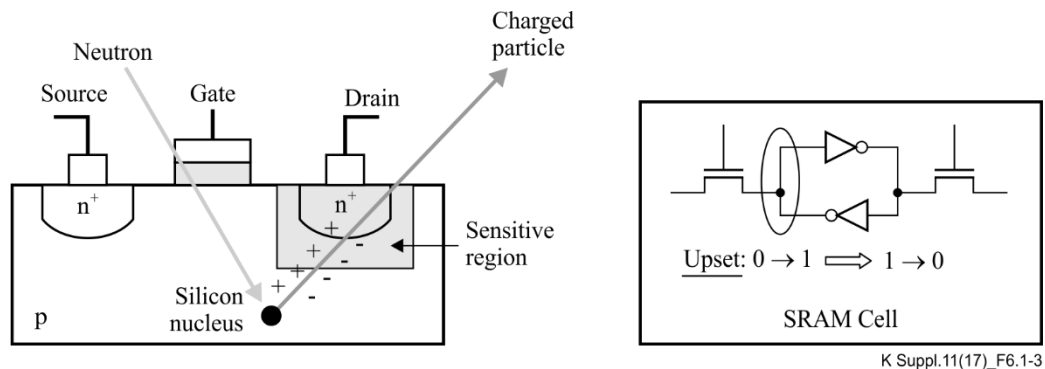 Charged
particle
Neutron
Source
Gate
Drain
n+
n+
+ -
+ -
+ -
+ -
Sensitive
region
Silicon
nucleus
p
Upset: 0 → 1 ⇒ 1 → 0
SRAM Cell
K Suppl.11(17)_F6.1-3